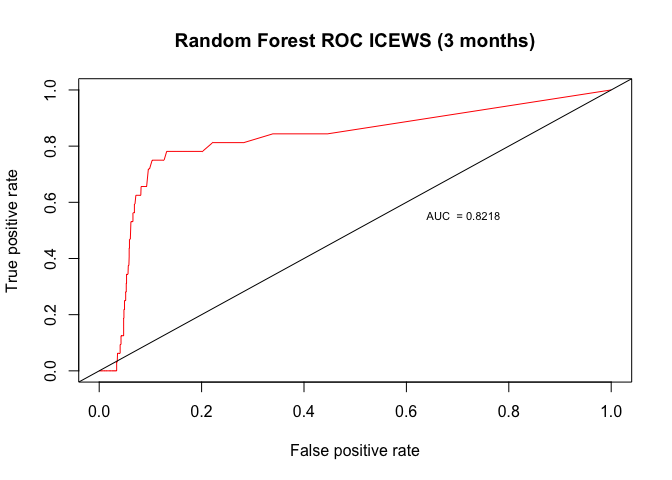 Random Forest ROC ICEWS (3 months)
True positive rate
1.0
0.8
0.6
0.4
0.2
0.0
AUC = 0.8218
0.0 0.2 0.4 0.6 0.8 1.0
False positive rate